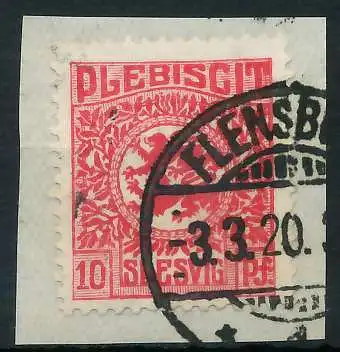 PLEBISCIT
FLENSB
-3.3.20.
10 SLESVIG PF